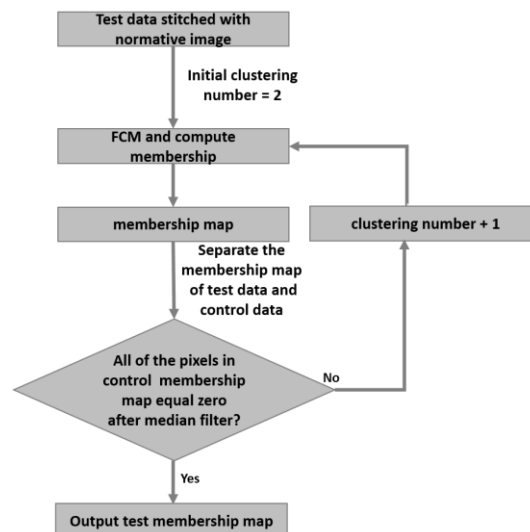 Test data stitched with
normative image
Initial clustering
number = 2
FCM and compute
membership
membership map
clustering number + 1
Separate the
membership map
of test data and
control data
All of the pixels in
control membership
map equal zero
after median filter?
No
Yes
Output test membership map